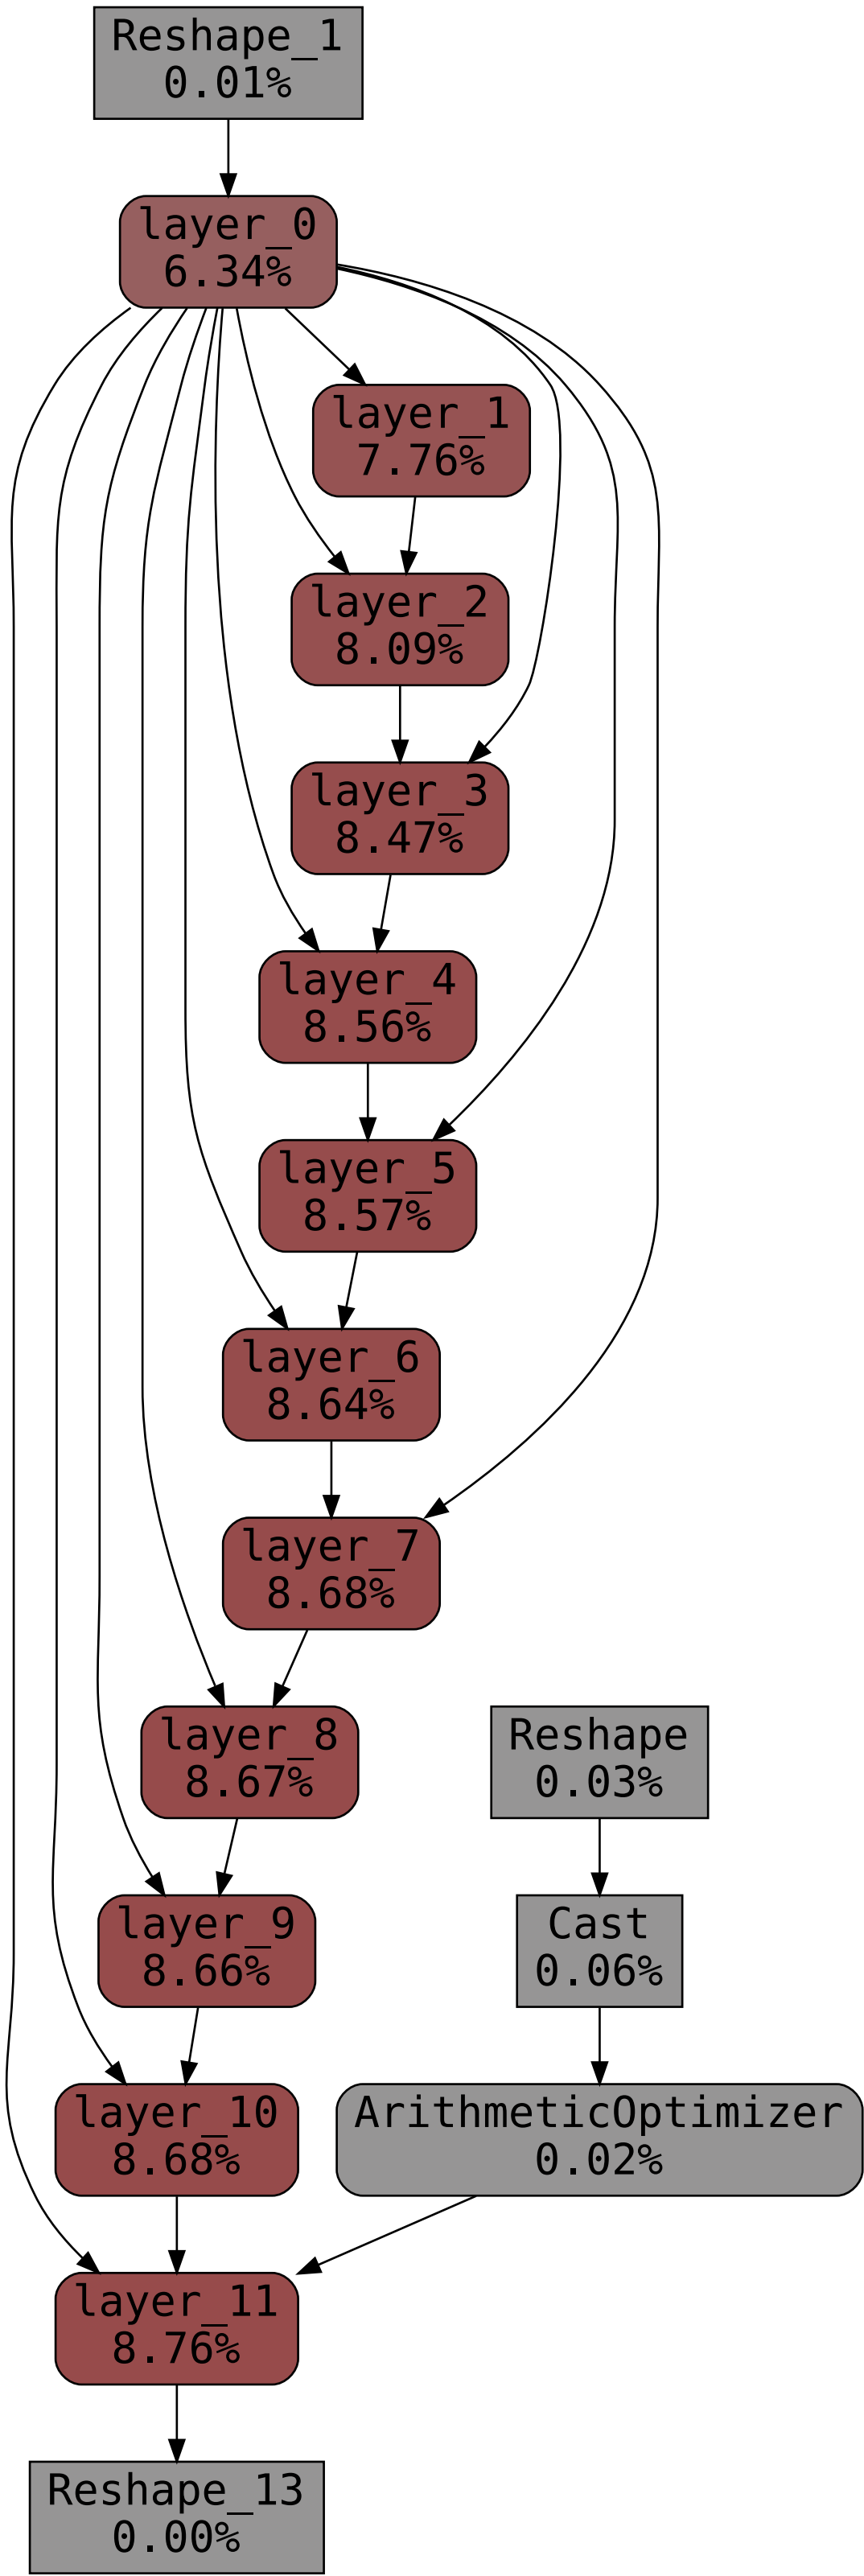 Reshape_1
0.01%
layer_0
6.34%
layer_1
7.76%
layer_2
8.09%
layer_3
8.47%
layer_4
8.56%
layer_5
8.57%
layer_6
8.64%
layer_7
8.68%
layer_8
8.67%
Reshape
0.03%
layer_9
8.66%
Cast
0.06%
layer_10
8.68%
ArithmeticOptimizer
0.02%
layer_11
8.76%
Reshape_13
0.00%